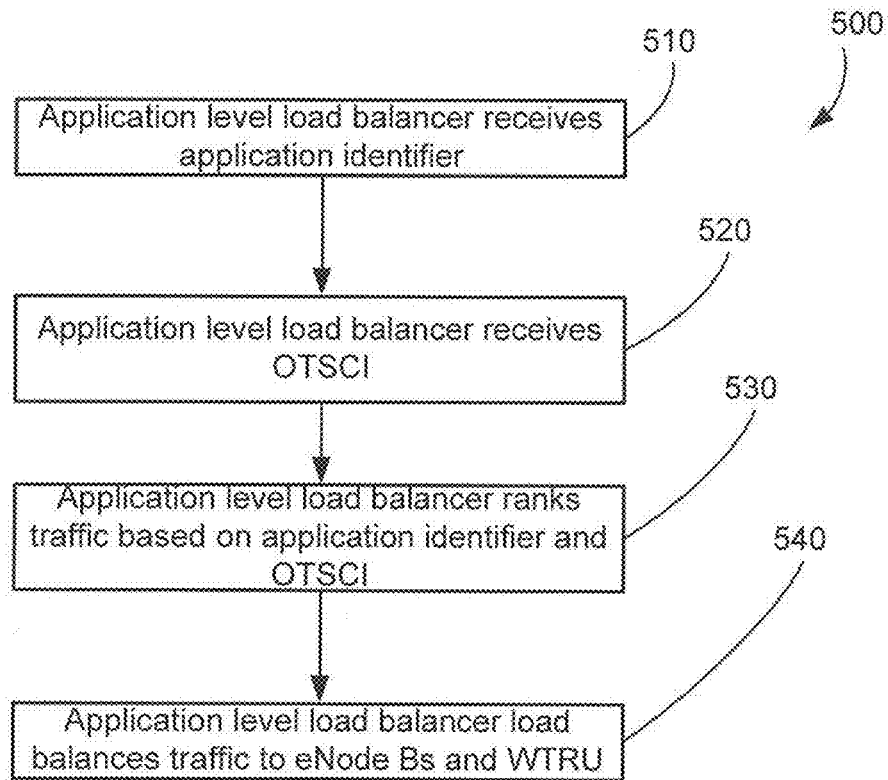 500
510
Application level load balancer receives
application identifier
520
Application level load balancer receives
OTSCI
530
Application level load balancer ranks
traffic based on application identifier and
OTSCI
540
Application level load balancer load
balances traffic to eNode Bs and WTRU